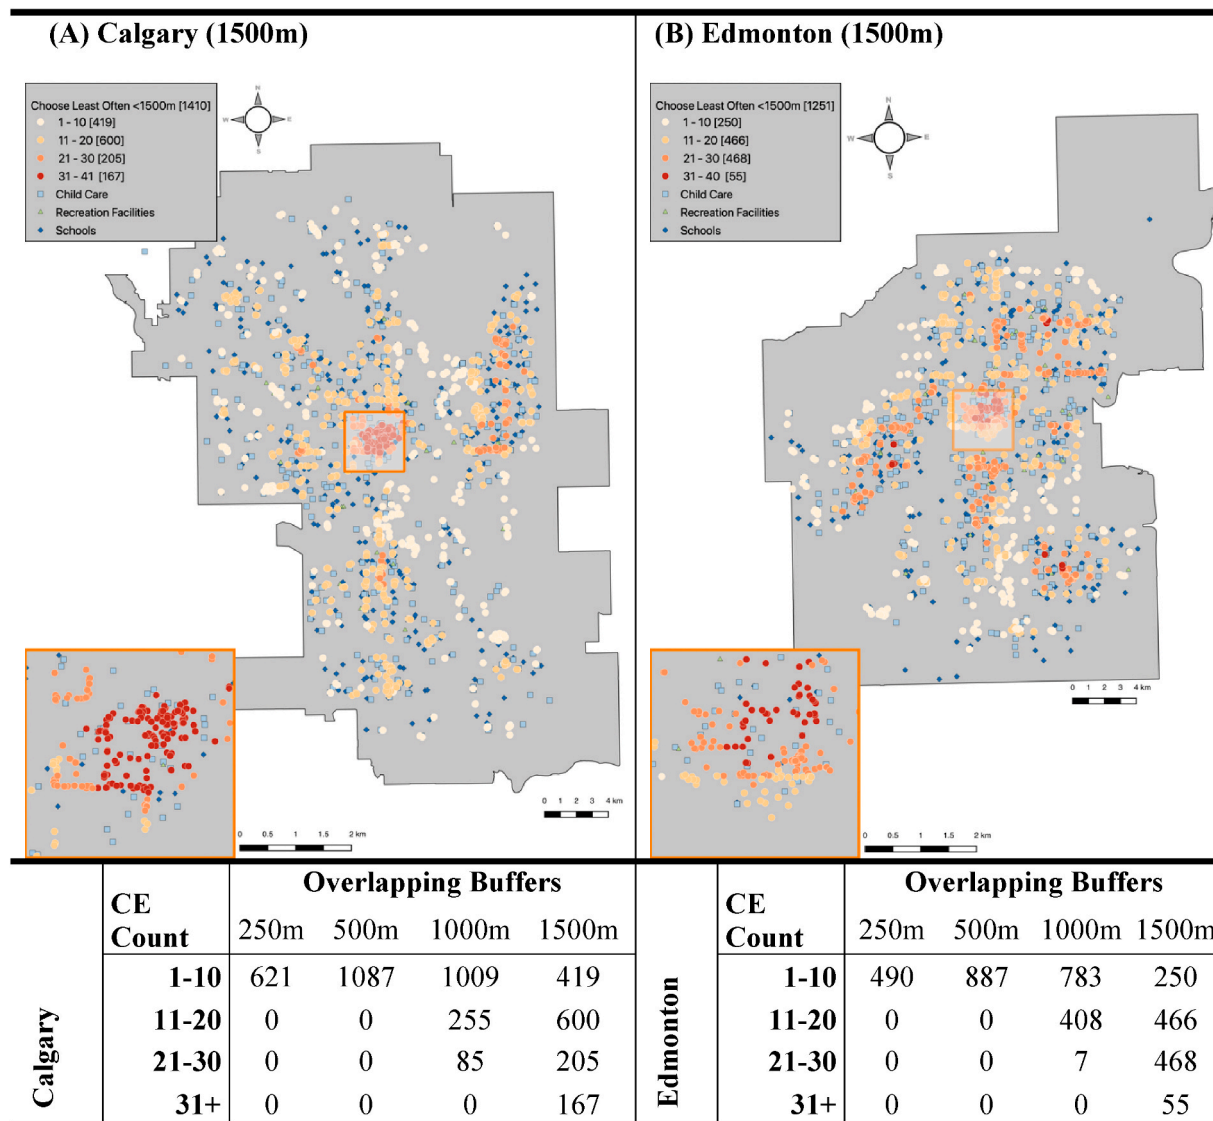 (A) Calgary (1500m)
Choose Least Often <1500m [1410]
1 - 10 [419]
11 - 20 [600]
21 - 30 [205]
31 - 41 [167]
Child Care
Recreation Facilities
Schools
N
W E
S
0 0.5 1 1.5 2 km
0 1 2 3 4 km
(B) Edmonton (1500m)
Choose Least Often <1500m [1251]
1 - 10 [250]
11 - 20 [466]
21 - 30 [468]
31 - 40 [55]
Child Care
Recreation Facilities
Schools
N
W E
S
0 1 2 3 4 km
0 0.5 1 1.5 2 km
Calgary
CE Overlapping Buffers
Count 250m 500m 1000m 1500m
1-10 621 1087 1009 419
11-20 0 0 255 600
21-30 0 0 85 205
31+ 0 0 0 167
Edmonton
CE Overlapping Buffers
Count 250m 500m 1000m 1500m
1-10 490 887 783 250
11-20 0 0 408 466
21-30 0 0 7 468
31+ 0 0 0 55